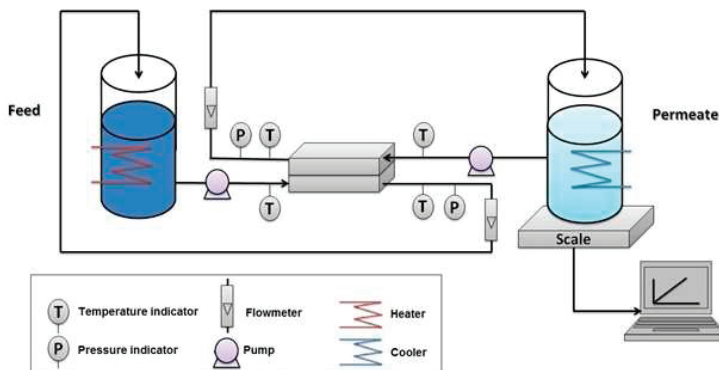 Feed
Permeate
P
T
T
T
T
P
Scale
T
Temperature indicator
Flowmeter
Heater
P
Pressure indicator
Pump
Cooler